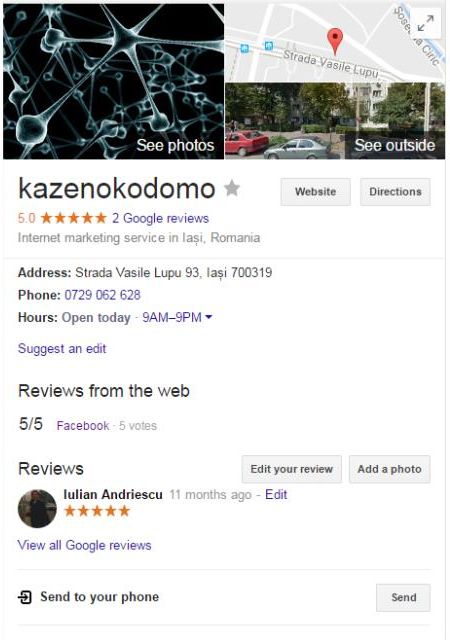 See photos
Strada Vasile Lupu
Șoseaua Ciric
See outside
kazenokodomo
Website
Directions
5.0 2 Google reviews
Internet marketing service in Iași, Romania
Address: Strada Vasile Lupu 93, Iași 700319
Phone: 0729 062 628
Hours: Open today · 9AM–9PM
Suggest an edit
Reviews from the web
5/5 Facebook · 5 votes
Reviews
Edit your review
Add a photo
Iulian Andriescu 11 months ago - Edit
View all Google reviews
Send to your phone
Send